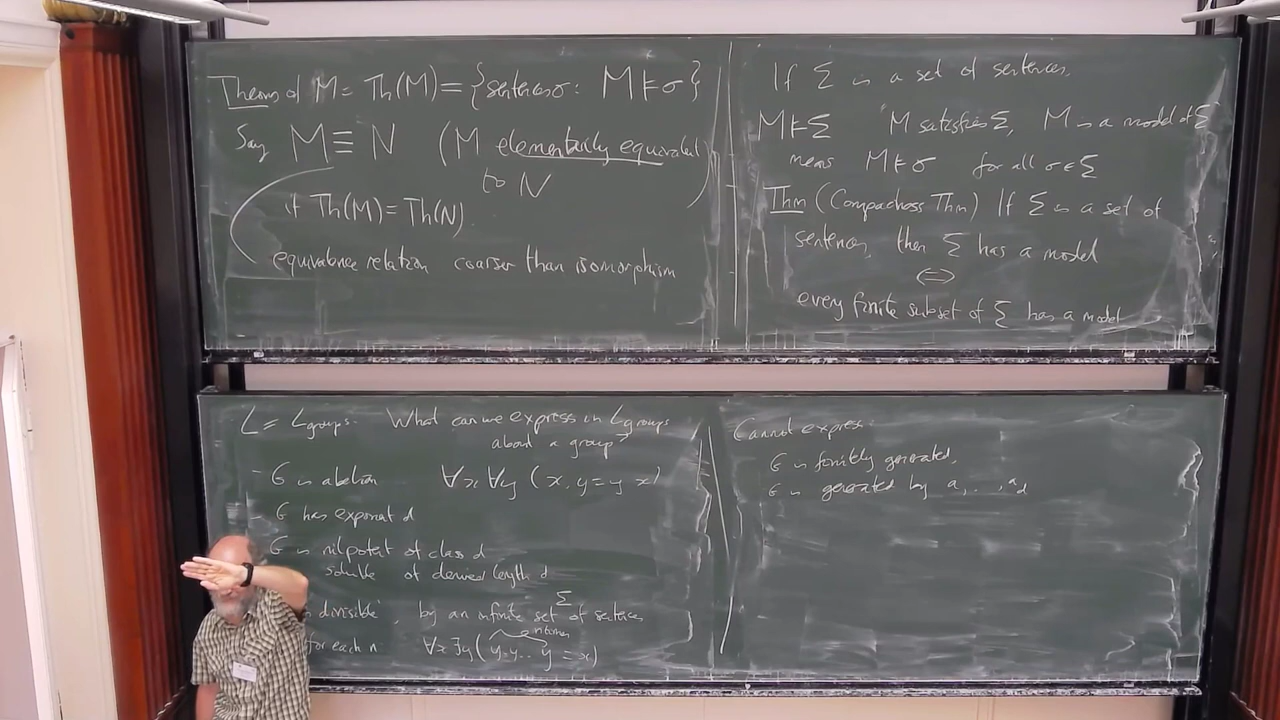 Theory of M = Th(M) = {sentences σ: M ⊨ σ}
Say M ≡ N (M elementarily equivalent
to N)
if Th(M) = Th(N).
equivalence relation coarser than isomorphism
If Σ is a set of sentences,
M ⊨ Σ "M satisfies Σ, M is a model of Σ"
means M ⊨ σ for all σ ∈ Σ
Thm (Compactness Thm) If Σ is a set of
sentences, then Σ has a model
⟺
every finite subset of Σ has a model
L = Lgroups. What can we express in Lgroups
about a group?
- G is abelian ∀x ∀y (x.y = y.x)
- G has exponent d
G is nilpotent of class d
soluble of derived length d
divisible, by an infinite set Σ of sentences
for each n ∀x ∃y (y.y...y = x)
n times
Cannot express:
G is finitely generated,
G is generated by a1, ..., ad